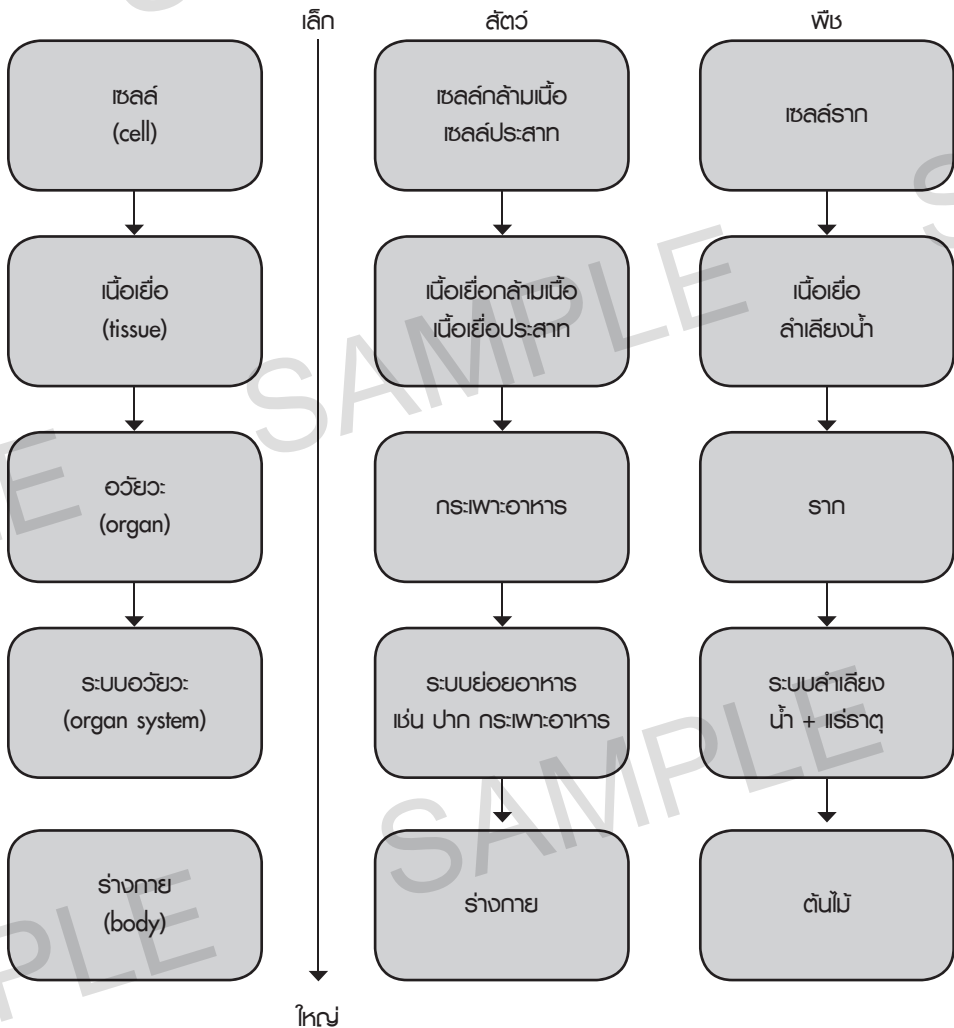 เล็ก
สัตว์
พืช
เซลล์
(cell)
เซลล์กล้ามเนื้อ
เซลล์ประสาท
เซลล์ราก
เนื้อเยื่อ
(tissue)
เนื้อเยื่อกล้ามเนื้อ
เนื้อเยื่อประสาท
เนื้อเยื่อ
ลำเลียงน้ำ
อวัยวะ
(organ)
กระเพาะอาหาร
ราก
ระบบอวัยวะ
(organ system)
ระบบย่อยอาหาร
เช่น ปาก กระเพาะอาหาร
ระบบลำเลียง
น้ำ + แร่ธาตุ
ร่างกาย
(body)
ร่างกาย
ต้นไม้
ใหญ่
SAMPLE
SAMPLE